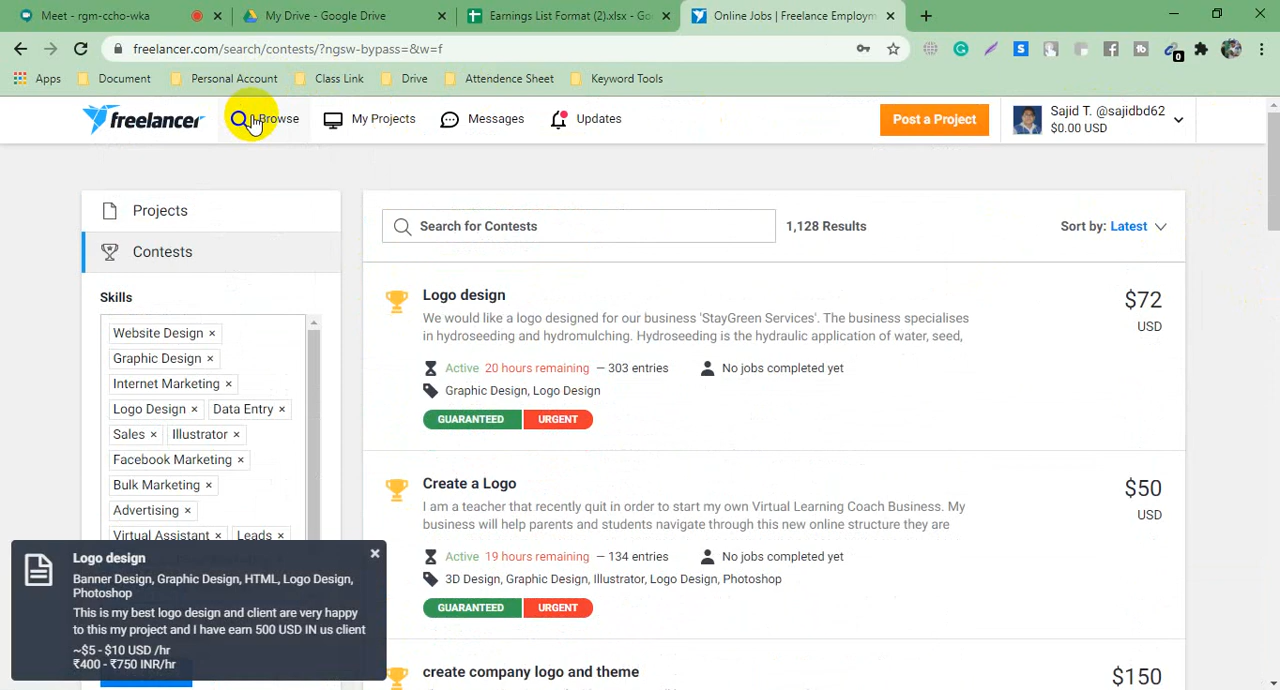 Meet - rgm-ccho-wka
My Drive - Google Drive
Earnings List Format (2).xlsx - Go
Online Jobs | Freelance Employm
freelancer.com/search/contests/?ngsw-bypass=&w=f
0
Apps
Document
Personal Account
Class Link
Drive
Attendence Sheet
Keyword Tools
freelancer
Browse
My Projects
Messages
Updates
Post a Project
Sajid T. @sajidbd62
$0.00 USD
Projects
Contests
Skills
Website Design ×
Graphic Design ×
Internet Marketing ×
Logo Design × Data Entry ×
Sales × Illustrator ×
Facebook Marketing ×
Bulk Marketing ×
Advertising ×
Virtual Assistant × Leads ×
Search for Contests
1,128 Results
Sort by: Latest
Logo design
$72
USD
We would like a logo designed for our business 'StayGreen Services'. The business specialises
in hydroseeding and hydromulching. Hydroseeding is the hydraulic application of water, seed,
Active 20 hours remaining – 303 entries
No jobs completed yet
Graphic Design, Logo Design
GUARANTEED URGENT
Create a Logo
$50
USD
I am a teacher that recently quit in order to start my own Virtual Learning Coach Business. My
business will help parents and students navigate through this new online structure they are
Active 19 hours remaining – 134 entries
No jobs completed yet
3D Design, Graphic Design, Illustrator, Logo Design, Photoshop
GUARANTEED URGENT
create company logo and theme
$150
Logo design
Banner Design, Graphic Design, HTML, Logo Design,
Photoshop
This is my best logo design and client are very happy
to this my project and I have earn 500 USD IN us client
~$5 - $10 USD /hr
₹400 - ₹750 INR/hr